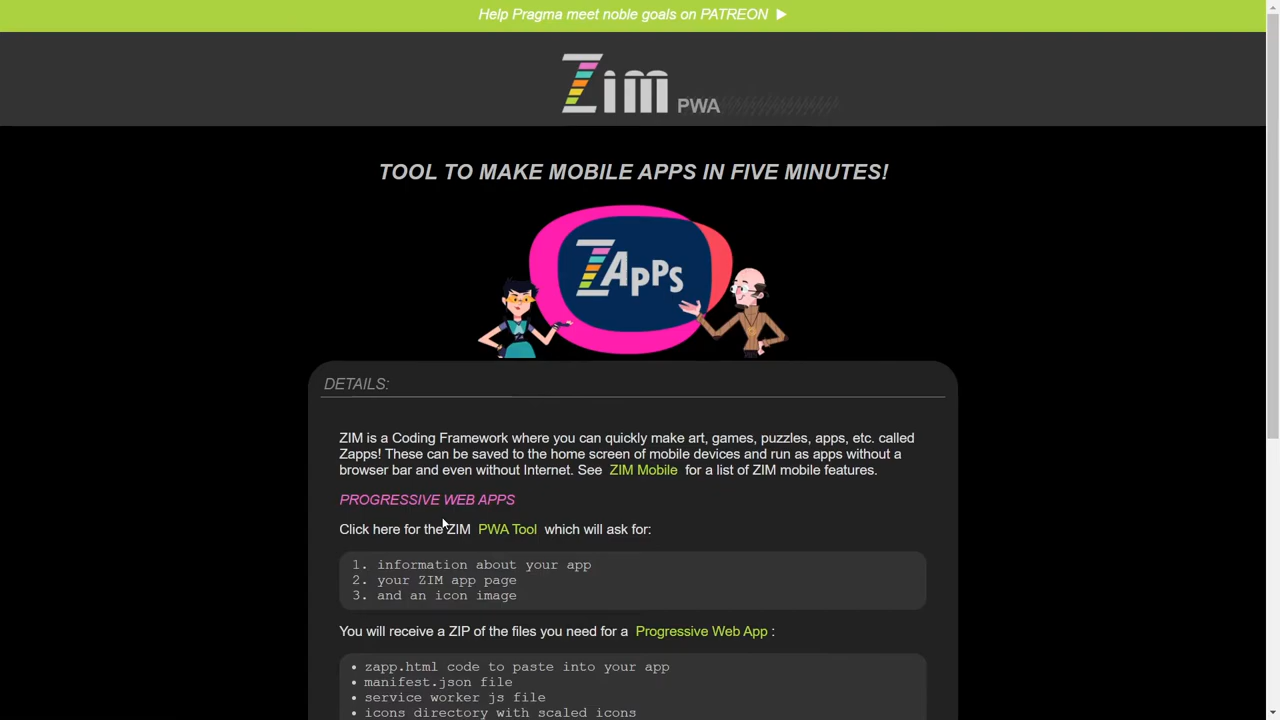 Help Pragma meet noble goals on PATREON ▶
Zim PWA
TOOL TO MAKE MOBILE APPS IN FIVE MINUTES!
ZAPPS
DETAILS:
ZIM is a Coding Framework where you can quickly make art, games, puzzles, apps, etc. called
Zapps! These can be saved to the home screen of mobile devices and run as apps without a
browser bar and even without Internet. See ZIM Mobile for a list of ZIM mobile features.
PROGRESSIVE WEB APPS
Click here for the ZIM PWA Tool which will ask for:
1. information about your app
2. your ZIM app page
3. and an icon image
You will receive a ZIP of the files you need for a Progressive Web App :
• zapp.html code to paste into your app
• manifest.json file
• service worker js file
• icons directory with scaled icons